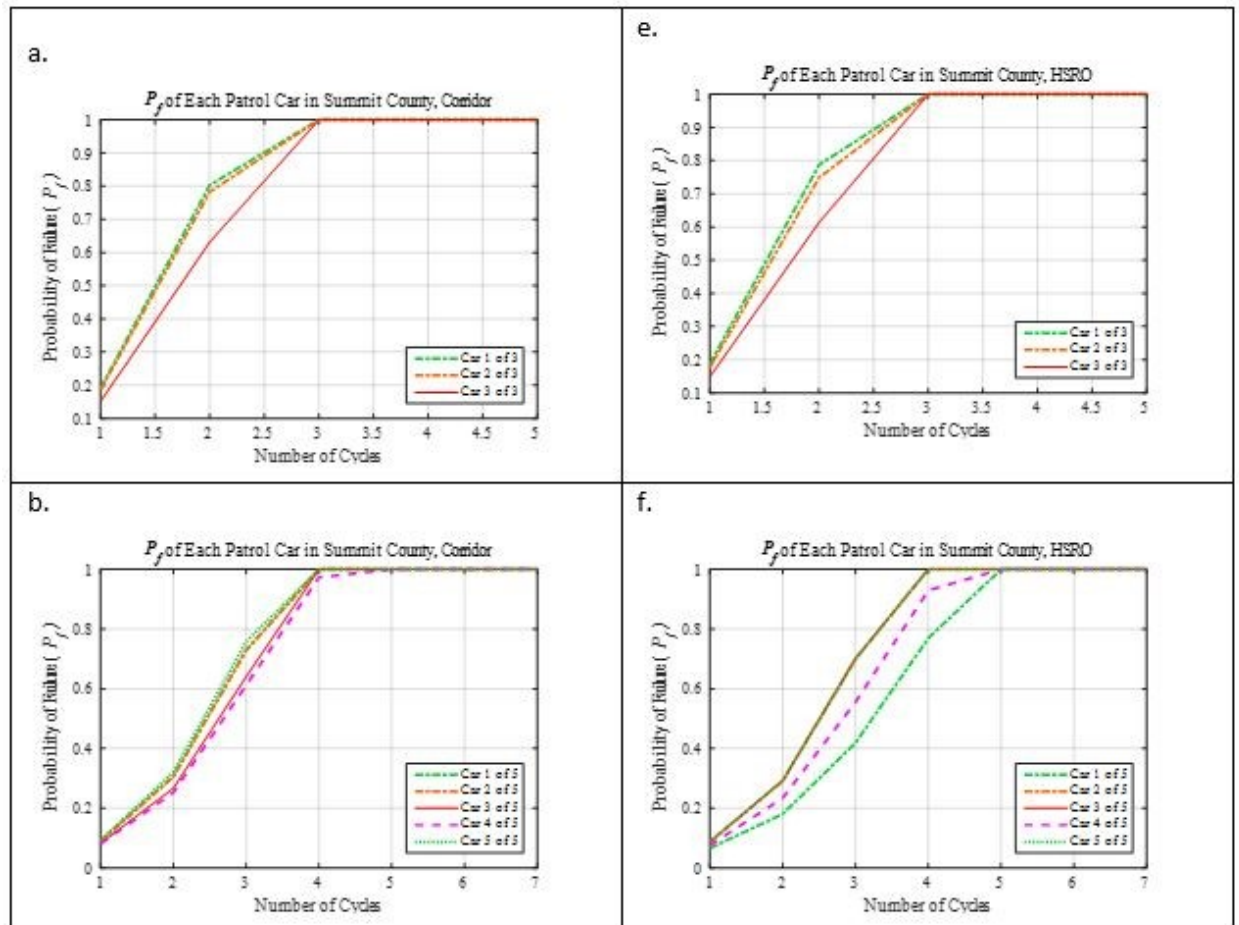 a.
P_f of Each Patrol Car in Summit County, Corridor
Probability of Failure ( P_f)
1
0.9
0.8
0.7
0.6
0.5
0.4
0.3
0.2
0.1
Car 1 of 3
Car 2 of 3
Car 3 of 3
1 1.5 2 2.5 3 3.5 4 4.5 5
Number of Cycles
e.
P_f of Each Patrol Car in Summit County, HSRO
Probability of Failure ( P_f)
1
0.9
0.8
0.7
0.6
0.5
0.4
0.3
0.2
0.1
Car 1 of 3
Car 2 of 3
Car 3 of 3
1 1.5 2 2.5 3 3.5 4 4.5 5
Number of Cycles
b.
P_f of Each Patrol Car in Summit County, Corridor
Probability of Failure ( P_f)
1
0.8
0.6
0.4
0.2
0
Car 1 of 5
Car 2 of 5
Car 3 of 5
Car 4 of 5
Car 5 of 5
1 2 3 4 5 6 7
Number of Cycles
f.
P_f of Each Patrol Car in Summit County, HSRO
Probability of Failure ( P_f)
1
0.8
0.6
0.4
0.2
0
Car 1 of 5
Car 2 of 5
Car 3 of 5
Car 4 of 5
Car 5 of 5
1 2 3 4 5 6 7
Number of Cycles